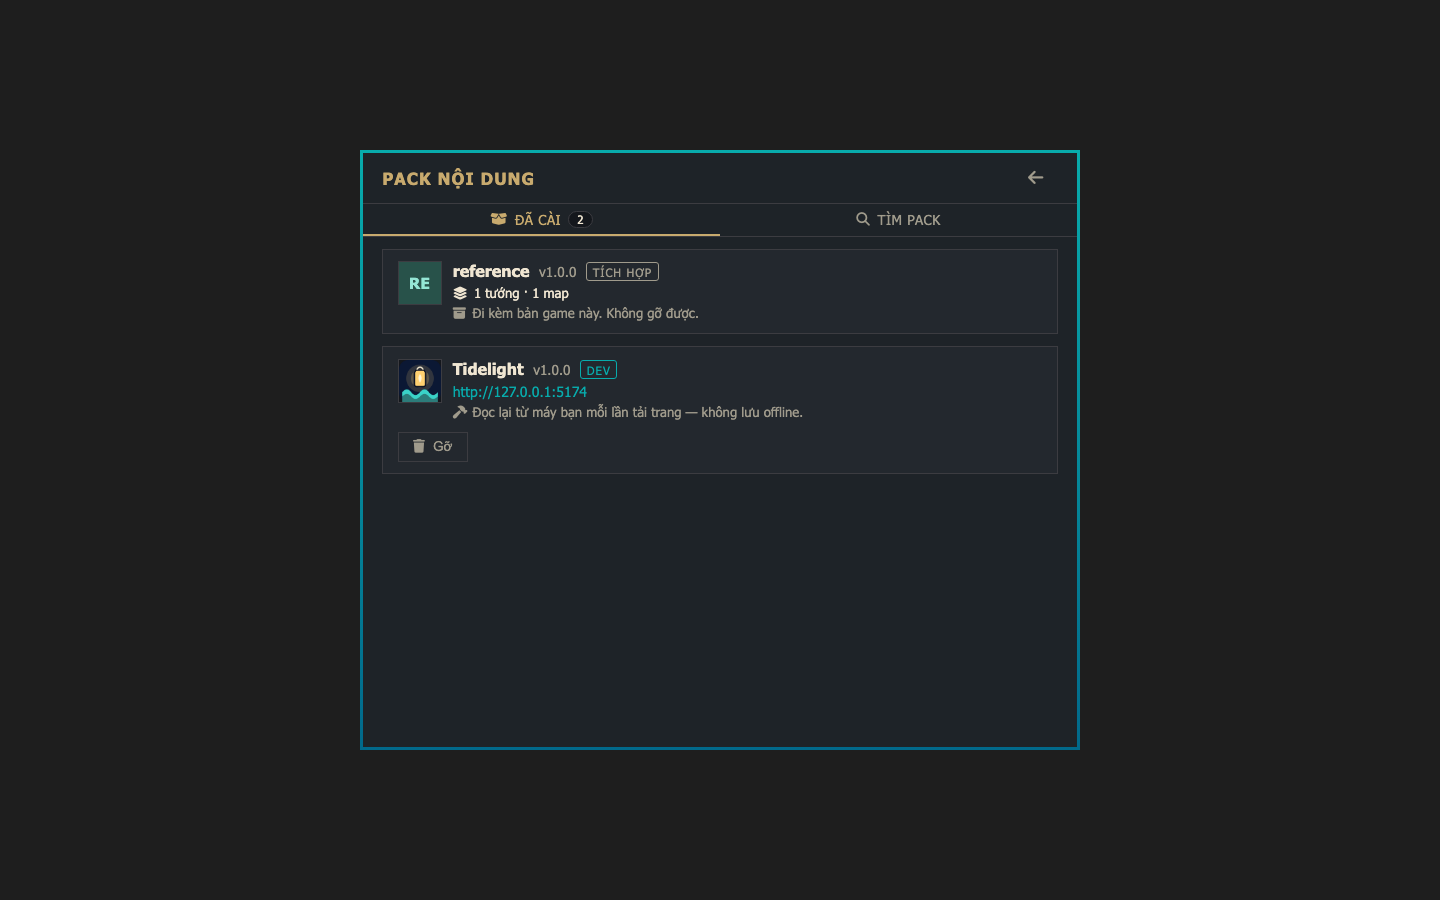 PACK NỘI DUNG
ĐÃ CÀI 2
TÌM PACK
RE
reference v1.0.0 TÍCH HỢP
1 tướng · 1 map
Đi kèm bản game này. Không gỡ được.
Tidelight v1.0.0 DEV
http://127.0.0.1:5174
Đọc lại từ máy bạn mỗi lần tải trang — không lưu offline.
Gỡ